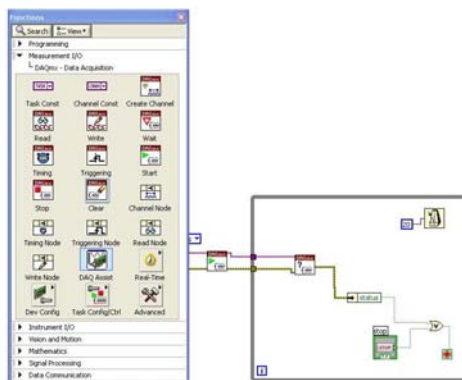 Functions
Search View
Programming
Measurement I/O
DAQmx - Data Acquisition
Task Const Channel Const Create Channel
Read Write Wait
Timing Triggering Start
Stop Clear Channel Node
Timing Node Triggering Node Read Node
Write Node DAQ Assist Real-Time
Dev Config Task Config/Ctrl Advanced
Instrument I/O
Vision and Motion
Mathematics
Signal Processing
Data Communication
status
stop
i